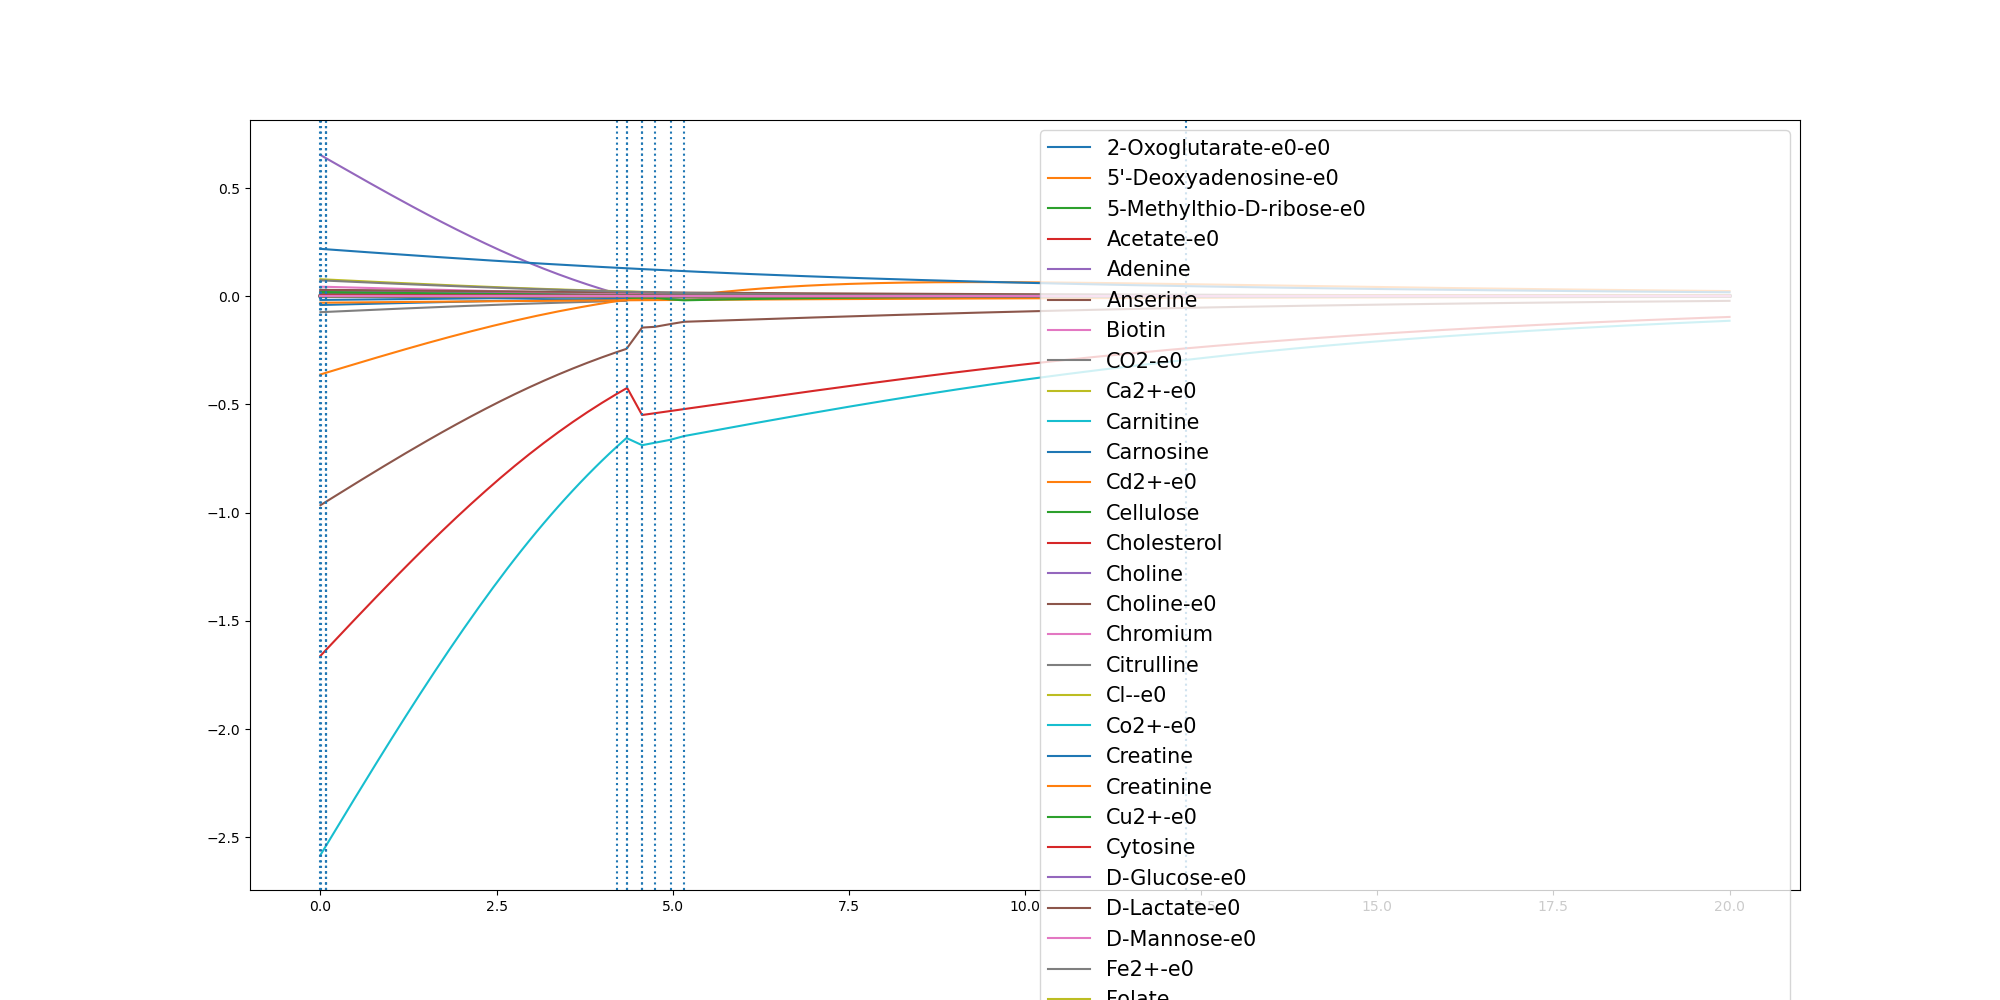 0.5
0.0
−0.5
−1.0
−1.5
−2.0
−2.5
0.0
2.5
5.0
7.5
10.0
15.0
17.5
20.0
2-Oxoglutarate-e0-e0
5'-Deoxyadenosine-e0
5-Methylthio-D-ribose-e0
Acetate-e0
Adenine
Anserine
Biotin
CO2-e0
Ca2+-e0
Carnitine
Carnosine
Cd2+-e0
Cellulose
Cholesterol
Choline
Choline-e0
Chromium
Citrulline
Cl--e0
Co2+-e0
Creatine
Creatinine
Cu2+-e0
Cytosine
D-Glucose-e0
D-Lactate-e0
D-Mannose-e0
Fe2+-e0
Folate